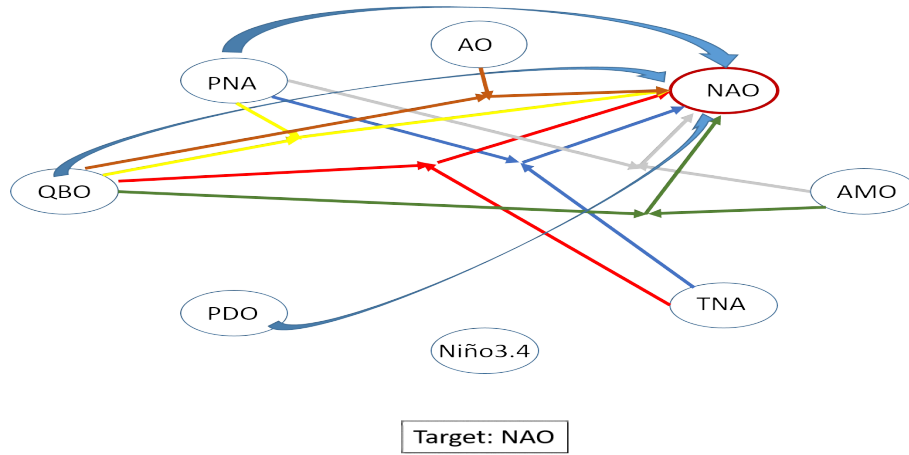 AO
PNA
NAO
QBO
AMO
PDO
TNA
Niño3.4
Target: NAO